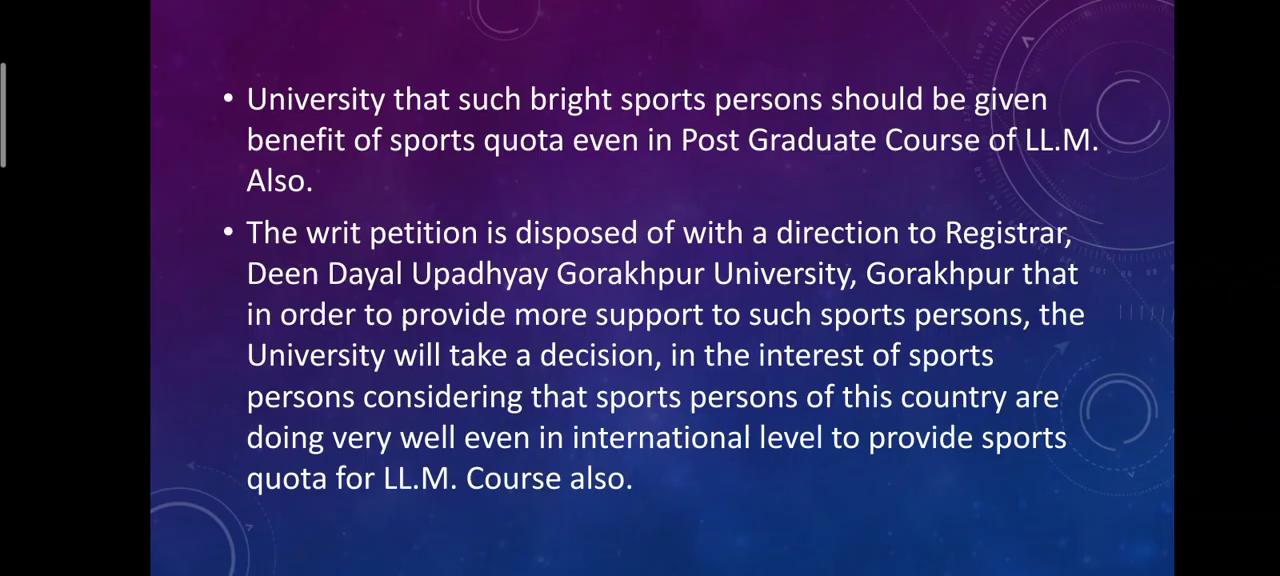 • University that such bright sports persons should be given
benefit of sports quota even in Post Graduate Course of LL.M.
Also.
• The writ petition is disposed of with a direction to Registrar,
Deen Dayal Upadhyay Gorakhpur University, Gorakhpur that
in order to provide more support to such sports persons, the
University will take a decision, in the interest of sports
persons considering that sports persons of this country are
doing very well even in international level to provide sports
quota for LL.M. Course also.